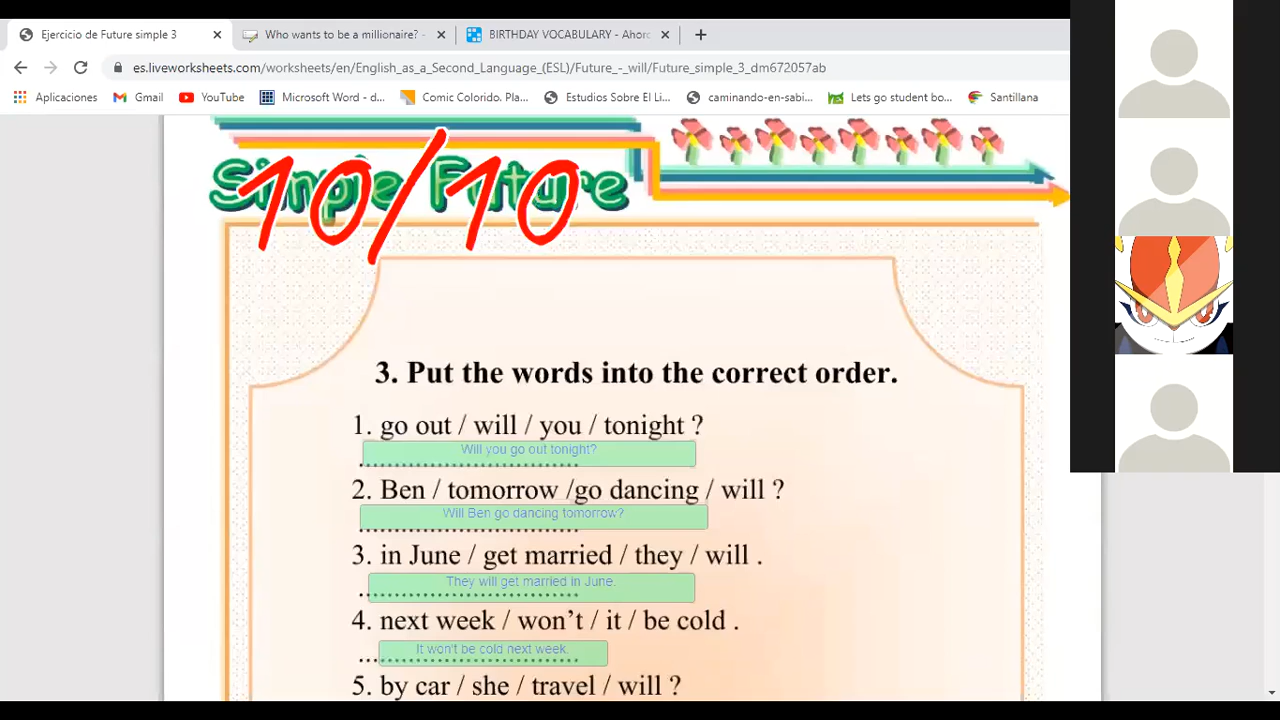 Ejercicio de Future simple 3
Who wants to be a millionaire? -
BIRTHDAY VOCABULARY - Ahorc
es.liveworksheets.com/worksheets/en/English_as_a_Second_Language_(ESL)/Future_-_will/Future_simple_3_dm672057ab
Aplicaciones Gmail YouTube Microsoft Word - d... Comic Colorido. Pla... Estudios Sobre El Li... caminando-en-sabi... Lets go student bo... Santillana
Simple Future
10/10
3. Put the words into the correct order.
1. go out / will / you / tonight ?
Will you go out tonight?
2. Ben / tomorrow /go dancing / will ?
Will Ben go dancing tomorrow?
3. in June / get married / they / will .
They will get married in June.
4. next week / won't / it / be cold .
It won't be cold next week.
5. by car / she / travel / will ?